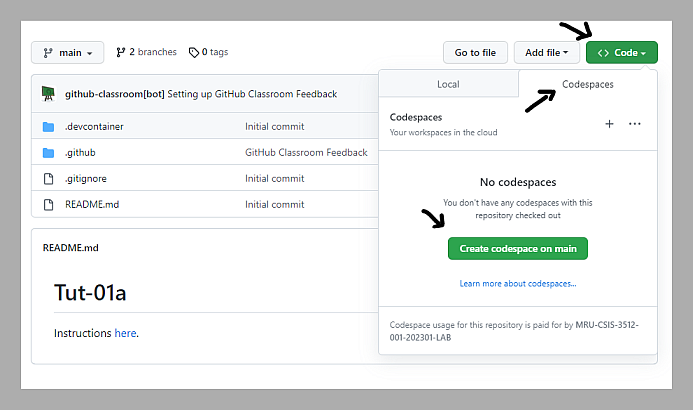 main
2 branches
0 tags
Go to file
Add file
<> Code
github-classroom[bot] Setting up GitHub Classroom Feedback
.devcontainer
Initial commit
.github
GitHub Classroom Feedback
.gitignore
Initial commit
README.md
Initial commit
README.md
Tut-01a
Instructions here.
Local
Codespaces
Codespaces
Your workspaces in the cloud
No codespaces
You don't have any codespaces with this
repository checked out
Create codespace on main
Learn more about codespaces...
Codespace usage for this repository is paid for by MRU-CSIS-3512-
001-202301-LAB